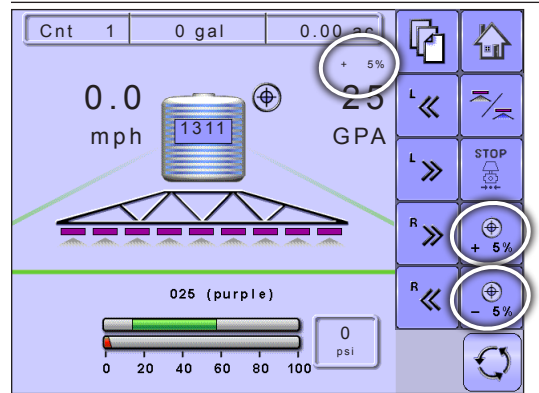 Cnt 1 0 gal 0.00 ac
+ 5%
0.0 25
mph GPA
1311
L
L
STOP
R
+ 5%
R
- 5%
025 (purple)
0
psi
0 20 40 60 80 100